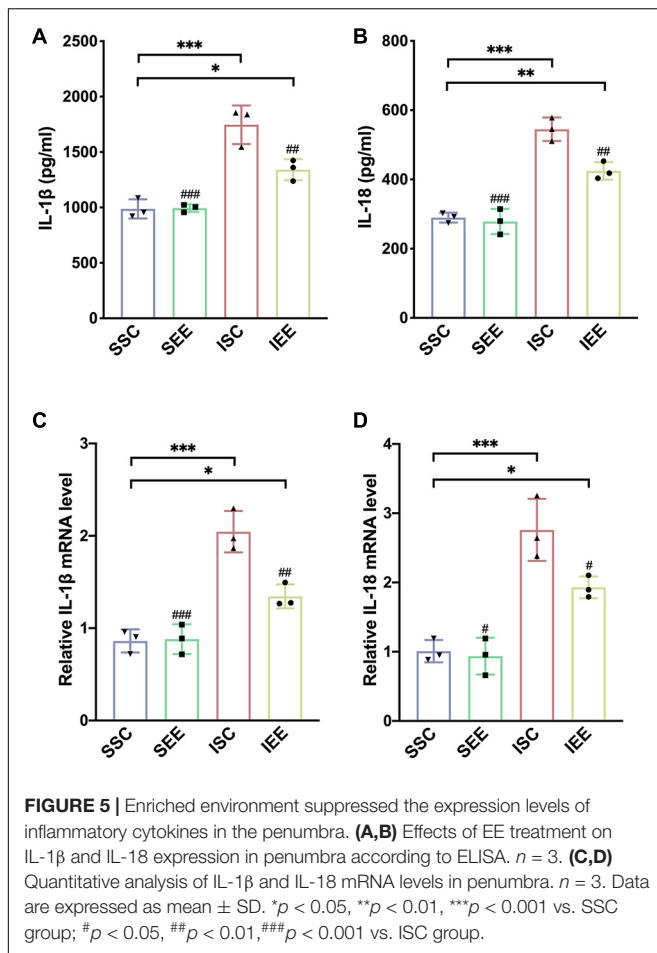 A
IL-1β (pg/ml)
2500
2000
1500
1000
500
0
***
*
###
##
SSC
SEE
ISC
IEE
B
IL-18 (pg/ml)
800
600
400
200
0
***
**
###
##
SSC
SEE
ISC
IEE
C
Relative IL-1β mRNA level
3
2
1
0
***
*
###
##
SSC
SEE
ISC
IEE
D
Relative IL-18 mRNA level
4
3
2
1
0
***
*
#
#
SSC
SEE
ISC
IEE
FIGURE 5 | Enriched environment suppressed the expression levels of
inflammatory cytokines in the penumbra. (A,B) Effects of EE treatment on
IL-1β and IL-18 expression in penumbra according to ELISA. n = 3. (C,D)
Quantitative analysis of IL-1β and IL-18 mRNA levels in penumbra. n = 3. Data
are expressed as mean ± SD. *p < 0.05, **p < 0.01, ***p < 0.001 vs. SSC
group; #p < 0.05, ##p < 0.01,###p < 0.001 vs. ISC group.